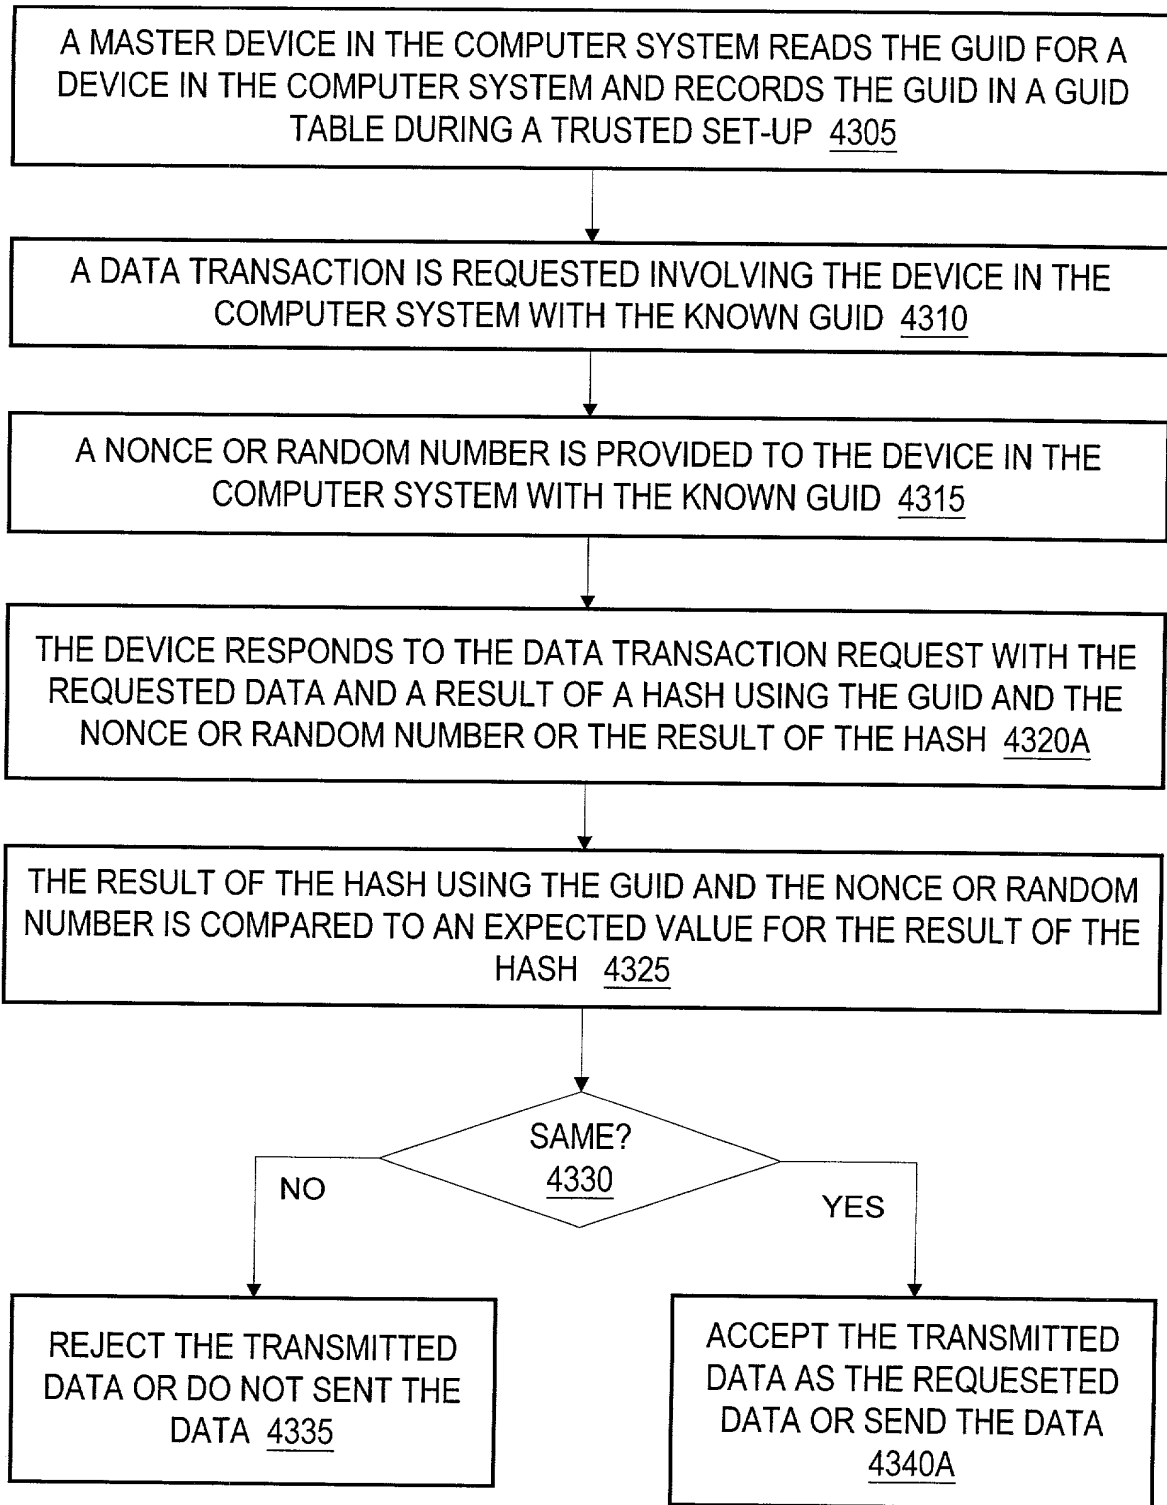 A MASTER DEVICE IN THE COMPUTER SYSTEM READS THE GUID FOR A
DEVICE IN THE COMPUTER SYSTEM AND RECORDS THE GUID IN A GUID
TABLE DURING A TRUSTED SET-UP 4305
A DATA TRANSACTION IS REQUESTED INVOLVING THE DEVICE IN THE
COMPUTER SYSTEM WITH THE KNOWN GUID 4310
A NONCE OR RANDOM NUMBER IS PROVIDED TO THE DEVICE IN THE
COMPUTER SYSTEM WITH THE KNOWN GUID 4315
THE DEVICE RESPONDS TO THE DATA TRANSACTION REQUEST WITH THE
REQUESTED DATA AND A RESULT OF A HASH USING THE GUID AND THE
NONCE OR RANDOM NUMBER OR THE RESULT OF THE HASH 4320A
THE RESULT OF THE HASH USING THE GUID AND THE NONCE OR RANDOM
NUMBER IS COMPARED TO AN EXPECTED VALUE FOR THE RESULT OF THE
HASH 4325
SAME?
4330
NO
YES
REJECT THE TRANSMITTED
DATA OR DO NOT SENT THE
DATA 4335
ACCEPT THE TRANSMITTED
DATA AS THE REQUESETED
DATA OR SEND THE DATA
4340A